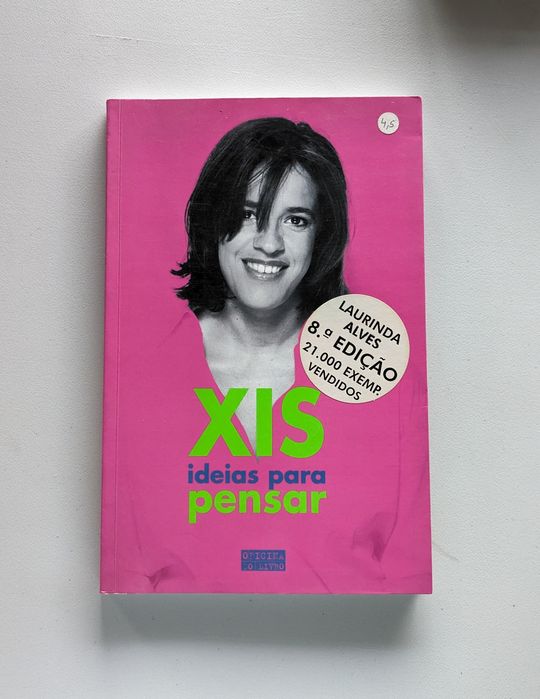 4,5
LAURINDA
ALVES
8.ª EDIÇÃO
21.000 EXEMP.
VENDIDOS
XIS
ideias para
pensar
OFICINA
DO LIVRO